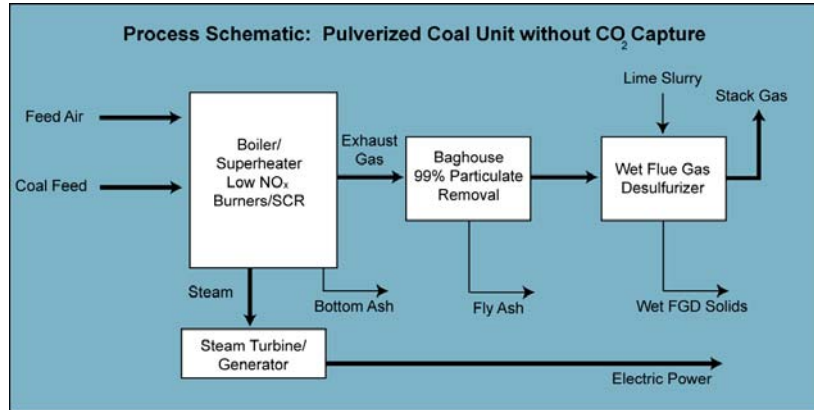 Process Schematic: Pulverized Coal Unit without CO₂ Capture
Lime Slurry
Stack Gas
Feed Air
Coal Feed
Boiler/
Superheater
Low NOₓ
Burners/SCR
Exhaust
Gas
Baghouse
99% Particulate
Removal
Wet Flue Gas
Desulfurizer
Steam
Bottom Ash
Fly Ash
Wet FGD Solids
Steam Turbine/
Generator
Electric Power